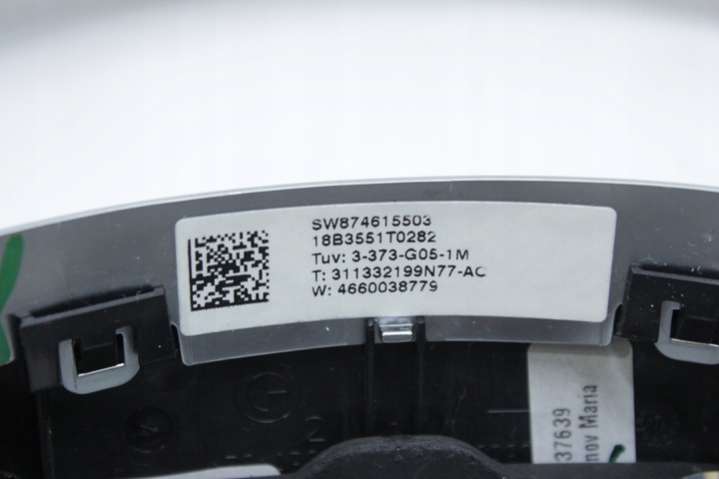 SW874615503
18B3551T0282
Tuv: 3-373-G05-1M
T: 311332199N77-AC
W: 4660038779
37639
nov Maria